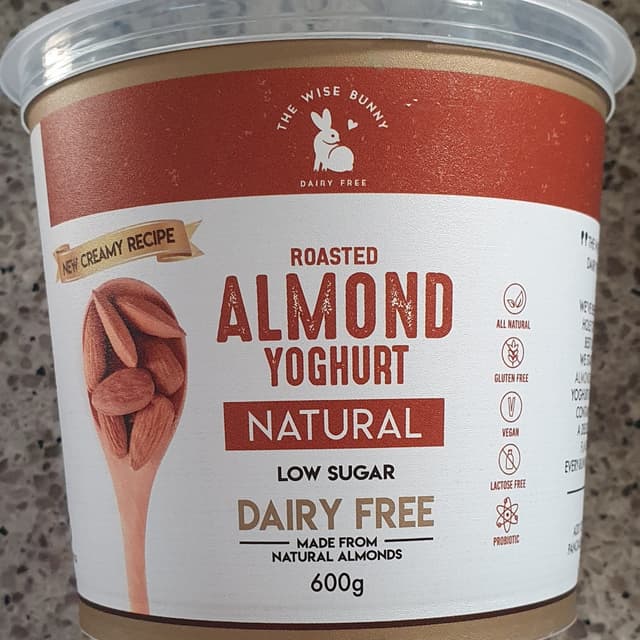 THE WISE BUNNY
DAIRY FREE
NEW CREAMY RECIPE
ROASTED
ALMOND
YOGHURT
NATURAL
LOW SUGAR
DAIRY FREE
MADE FROM
NATURAL ALMONDS
600g
ALL NATURAL
GLUTEN FREE
VEGAN
LACTOSE FREE
PROBIOTIC